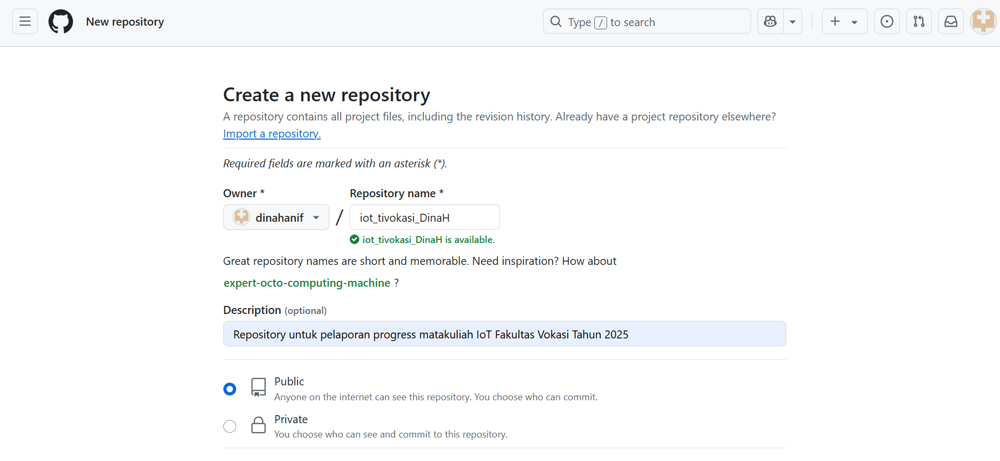 New repository
Type / to search
Create a new repository
A repository contains all project files, including the revision history. Already have a project repository elsewhere?
Import a repository.
Required fields are marked with an asterisk (*).
Owner * Repository name *
dinahanif / iot_tivokasi_DinaH
iot_tivokasi_DinaH is available.
Great repository names are short and memorable. Need inspiration? How about
expert-octo-computing-machine ?
Description (optional)
Repository untuk pelaporan progress matakuliah IoT Fakultas Vokasi Tahun 2025
Public
Anyone on the internet can see this repository. You choose who can commit.
Private
You choose who can see and commit to this repository.